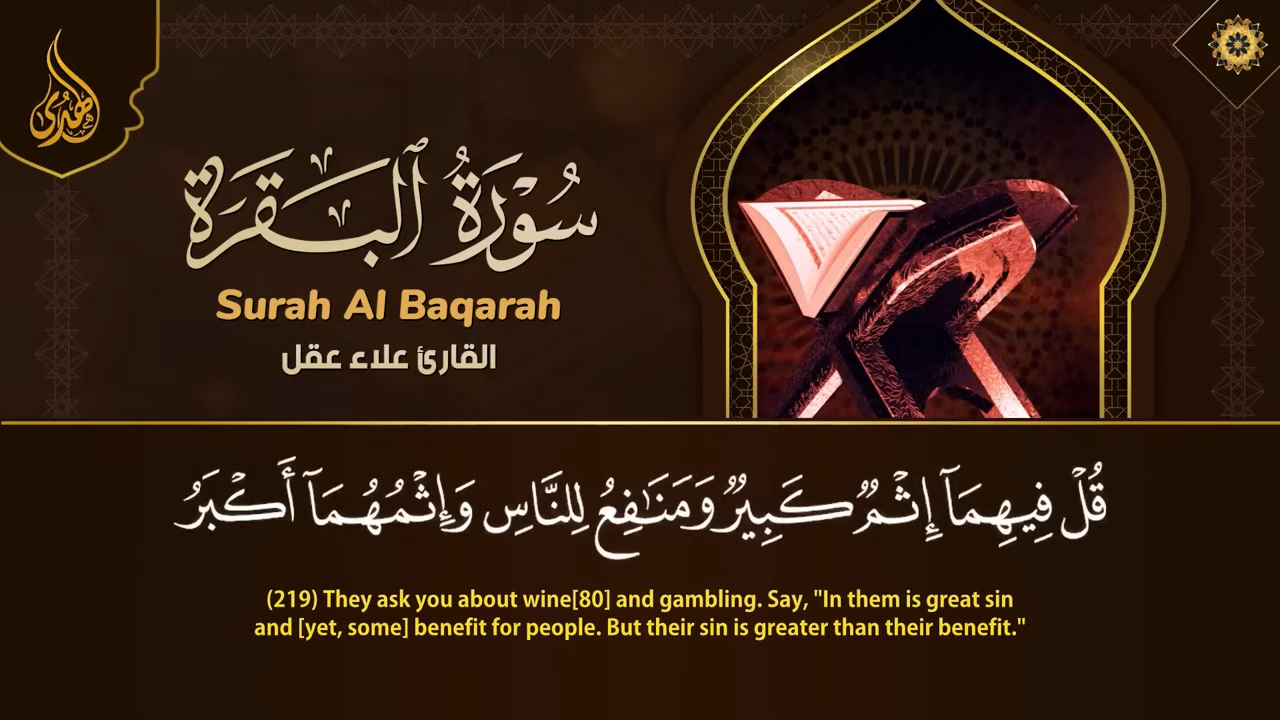 الهدى
سُورَةُ ٱلْبَقَرَةِ
Surah Al Baqarah
القارئ علاء عقل
قُلْ فِيهِمَآ إِثْمٌ كَبِيرٌ وَمَنَـٰفِعُ لِلنَّاسِ وَإِثْمُهُمَآ أَكْبَرُ
(219) They ask you about wine[80] and gambling. Say, "In them is great sin
and [yet, some] benefit for people. But their sin is greater than their benefit."